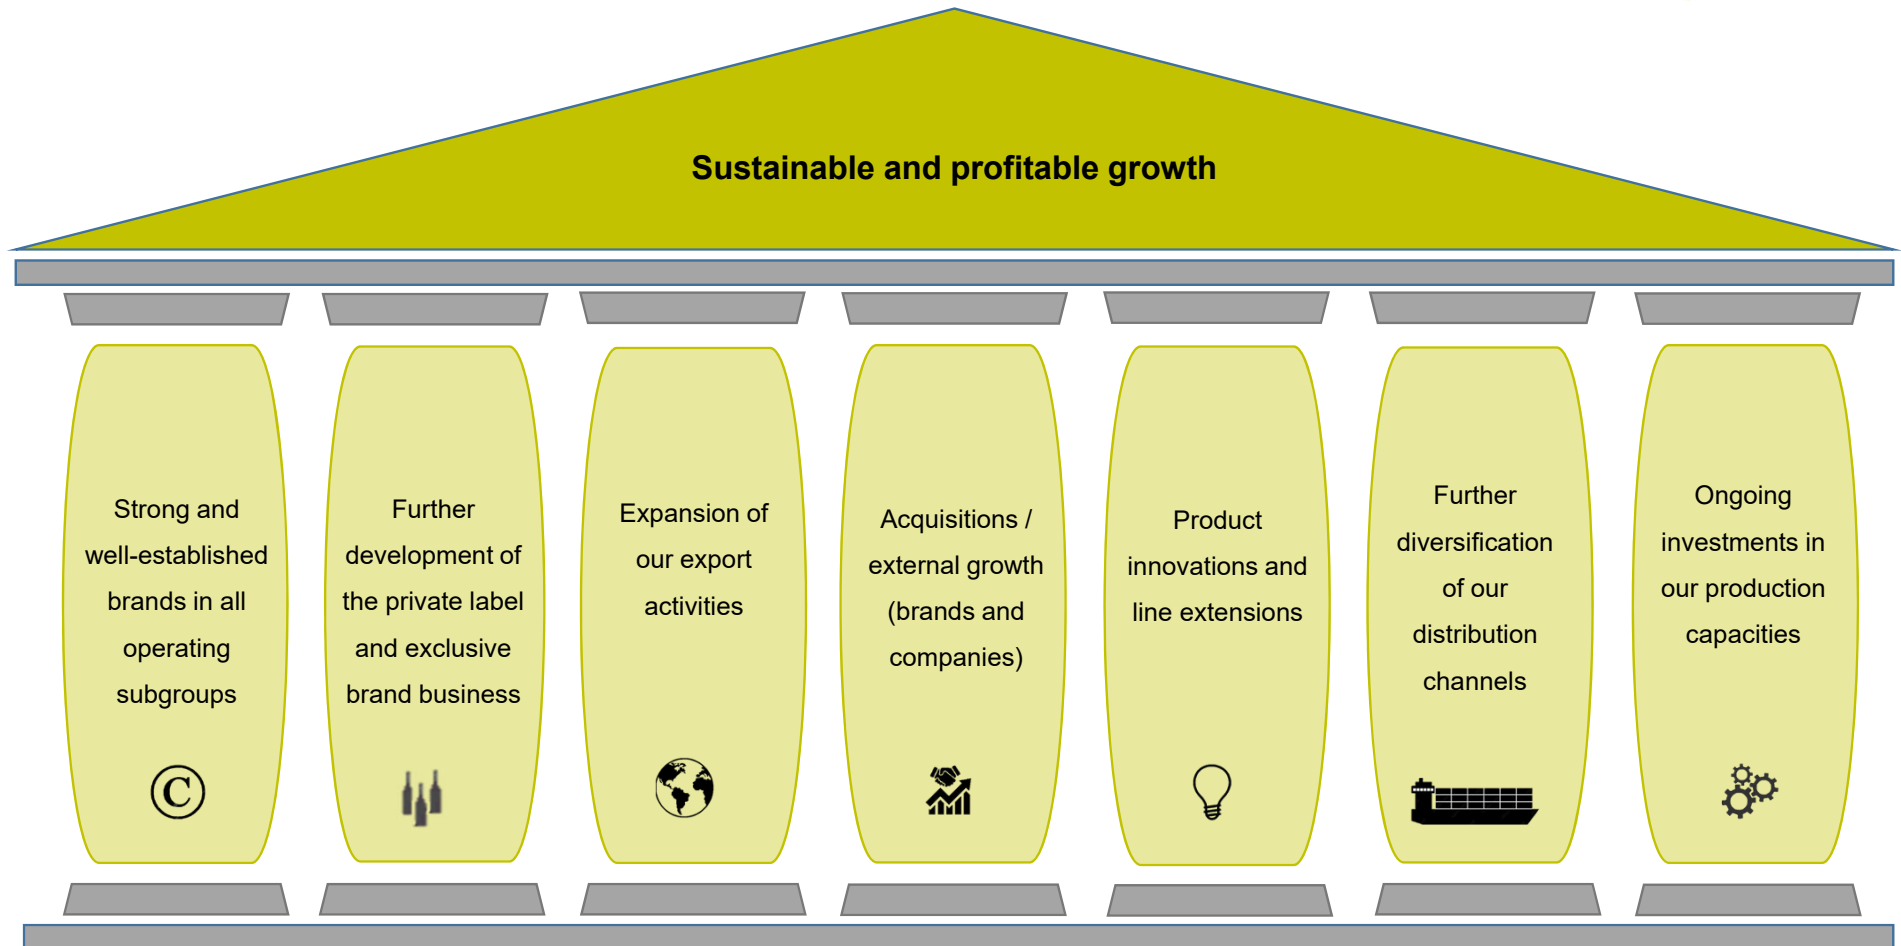 Sustainable and profitable growth
Strong and
well-established
brands in all
operating
subgroups
©
Further
development of
the private label
and exclusive
brand business
Expansion of
our export
activities
Acquisitions /
external growth
(brands and
companies)
Product
innovations and
line extensions
Further
diversification
of our
distribution
channels
Ongoing
investments in
our production
capacities